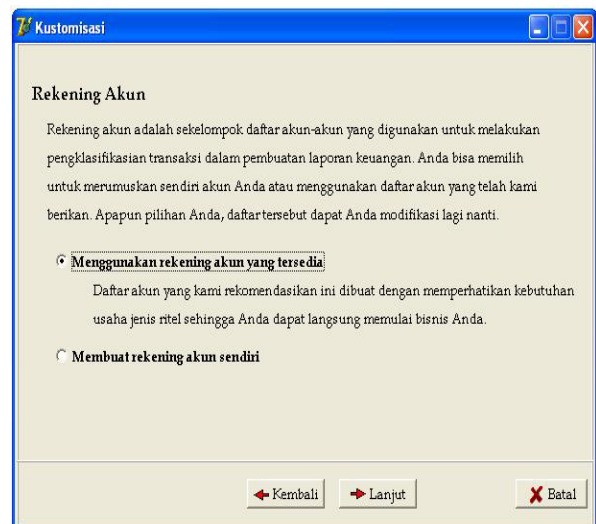 Kustomisasi
Rekening Akun
Rekening akun adalah sekelompok daftar akun-akun yang digunakan untuk melakukan
pengklasifikasian transaksi dalam pembuatan laporan keuangan. Anda bisa memilih
untuk merumuskan sendiri akun Anda atau menggunakan daftar akun yang telah kami
berikan. Apapun pilihan Anda, daftar tersebut dapat Anda modifikasi lagi nanti.
Menggunakan rekening akun yang tersedia
Daftar akun yang kami rekomendasikan ini dibuat dengan memperhatikan kebutuhan
usaha jenis ritel sehingga Anda dapat langsung memulai bisnis Anda.
Membuat rekening akun sendiri
Kembali Lanjut Batal